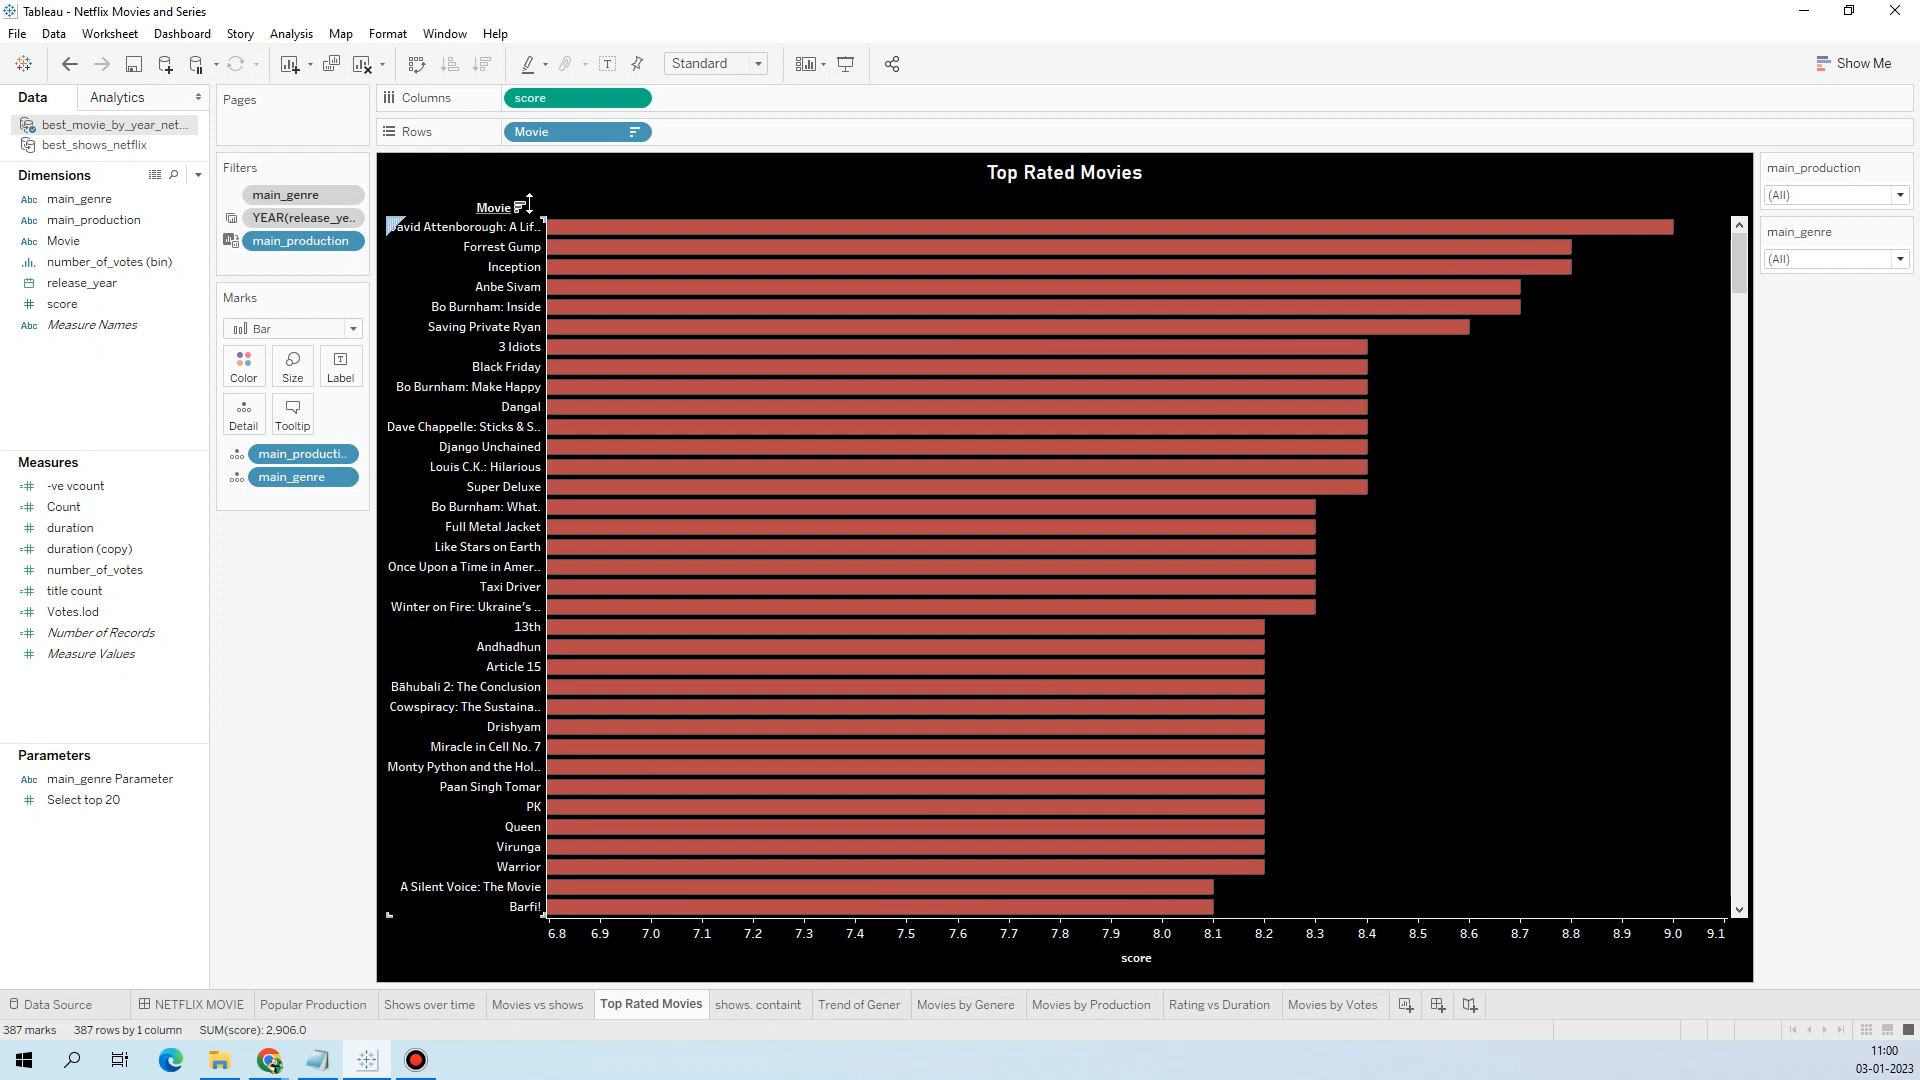 Tableau - Netflix Movies and Series
File Data Worksheet Dashboard Story Analysis Map Format Window Help
Standard
Show Me
Data Analytics
best_movie_by_year_net...
best_shows_netflix
Dimensions
Abc main_genre
Abc main_production
Abc Movie
number_of_votes (bin)
release_year
# score
Abc Measure Names
Measures
=# -ve vcount
=# Count
# duration
=# duration (copy)
# number_of_votes
=# title count
=# Votes.lod
=# Number of Records
# Measure Values
Parameters
Abc main_genre Parameter
# Select top 20
Pages
Filters
main_genre
YEAR(release_ye..
main_production
Marks
Bar
Color Size Label
Detail Tooltip
main_producti..
main_genre
Columns score
Rows Movie
Top Rated Movies
Movie
David Attenborough: A Lif..
Forrest Gump
Inception
Anbe Sivam
Bo Burnham: Inside
Saving Private Ryan
3 Idiots
Black Friday
Bo Burnham: Make Happy
Dangal
Dave Chappelle: Sticks & S..
Django Unchained
Louis C.K.: Hilarious
Super Deluxe
Bo Burnham: What.
Full Metal Jacket
Like Stars on Earth
Once Upon a Time in Amer..
Taxi Driver
Winter on Fire: Ukraine's ..
13th
Andhadhun
Article 15
Bāhubali 2: The Conclusion
Cowspiracy: The Sustaina..
Drishyam
Miracle in Cell No. 7
Monty Python and the Hol..
Paan Singh Tomar
PK
Queen
Virunga
Warrior
A Silent Voice: The Movie
Barfi!
6.8 6.9 7.0 7.1 7.2 7.3 7.4 7.5 7.6 7.7 7.8 7.9 8.0 8.1 8.2 8.3 8.4 8.5 8.6 8.7 8.8 8.9 9.0 9.1
score
main_production
(All)
main_genre
(All)
Data Source NETFLIX MOVIE Popular Production Shows over time Movies vs shows Top Rated Movies shows. containt Trend of Gener Movies by Genere Movies by Production Rating vs Duration Movies by Votes
387 marks 387 rows by 1 column SUM(score): 2,906.0
11:00
03-01-2023